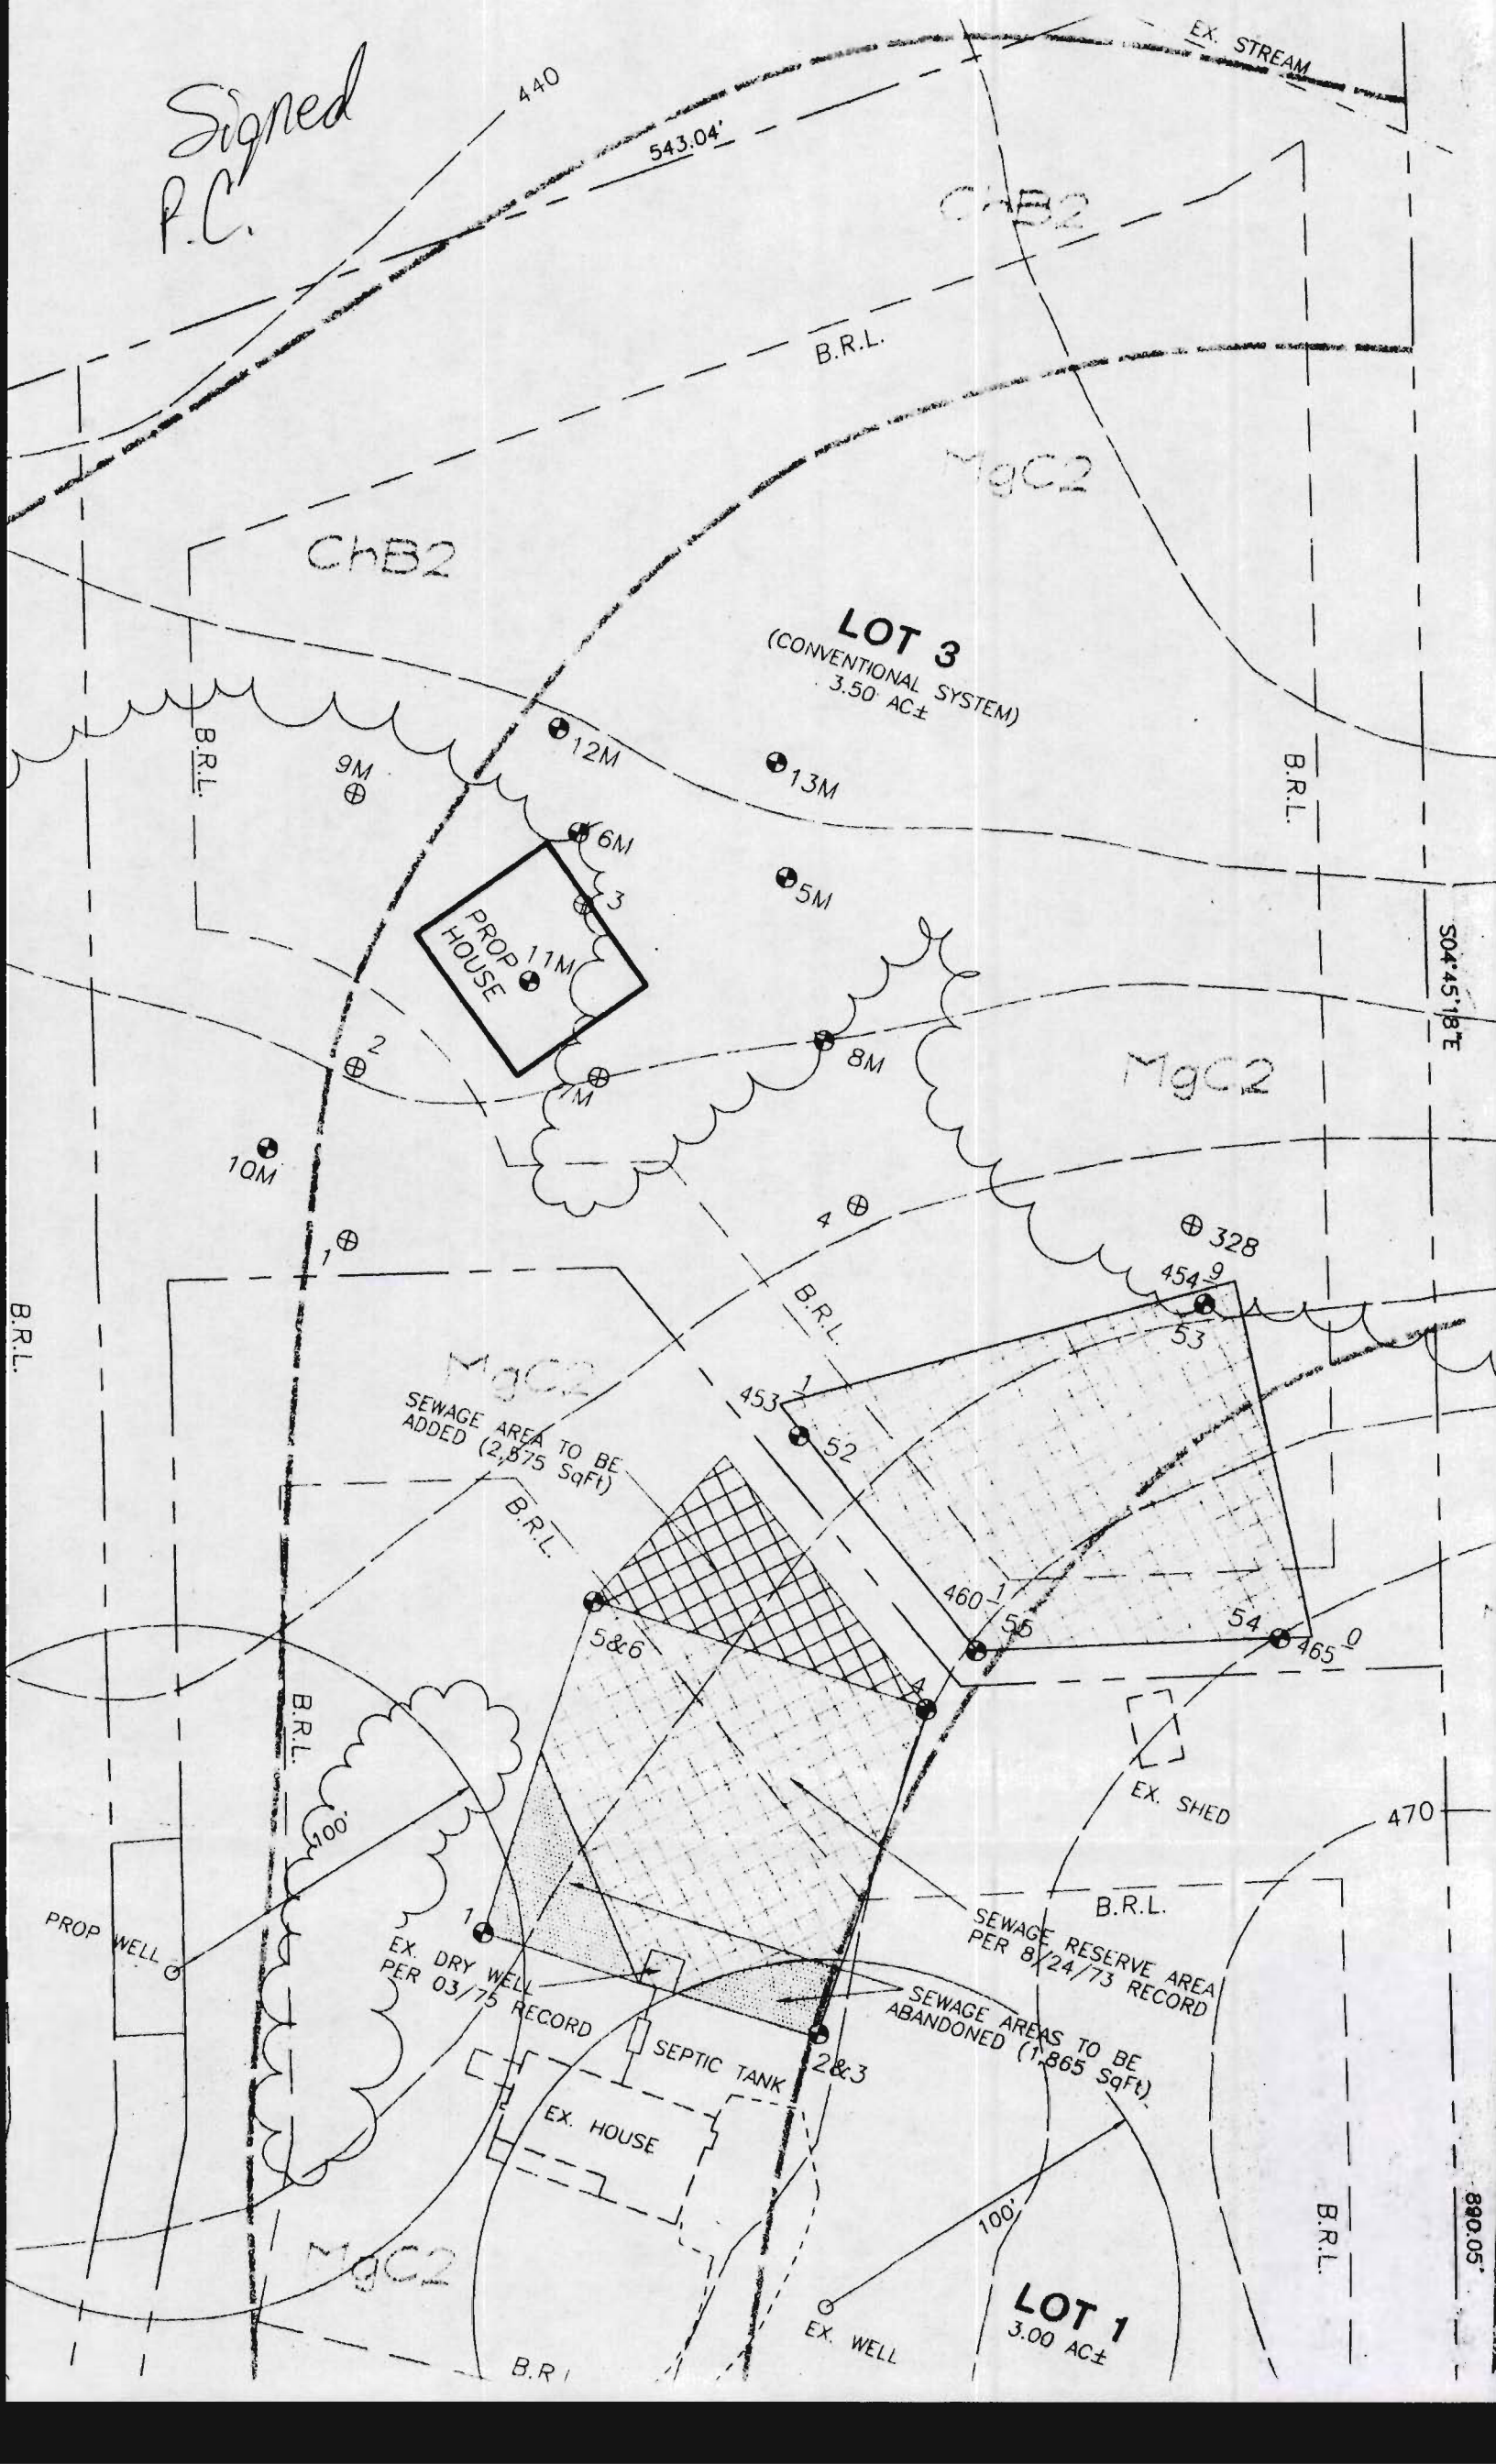 Signed
P.C.
440
EX. STREAM
543.04'
ChB2
B.R.L.
MgC2
ChB2
LOT 3
(CONVENTIONAL SYSTEM)
3.50 AC±
B.R.L.
12M
9M
13M
B.R.L.
6M
5M
3
PROP
HOUSE
11M
S04°45'18"E
2
8M
7M
MgC2
10M
4
1
328
454 9
53
B.R.L.
B.R.L.
MgC2
453 1
52
SEWAGE AREA TO BE
ADDED (2,575 SqFt)
B.R.L.
460 1
55
54
465 0
5&6
4
B.R.L.
EX. SHED
470
100'
B.R.L.
PROP WELL
1
EX. DRY WELL
PER 03/75 RECORD
SEWAGE RESERVE AREA
PER 8/24/73 RECORD
SEWAGE AREAS TO BE
ABANDONED (1,865 SqFt)
SEPTIC TANK
2&3
EX. HOUSE
100'
B.R.L.
890.05'
MgC2
LOT 1
3.00 AC±
EX. WELL
B.R